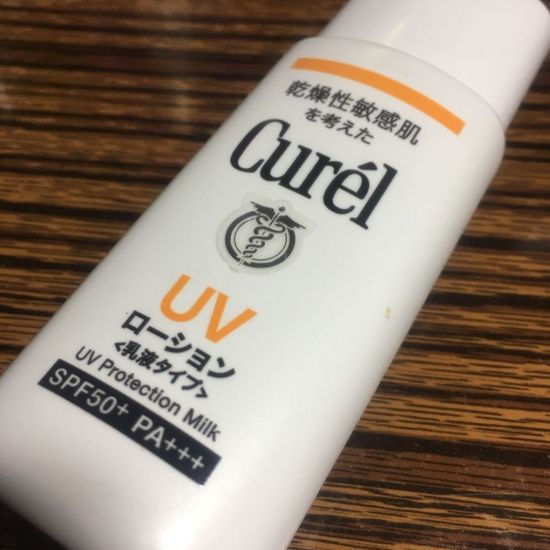 乾燥性敏感肌
を考えた
Curél
UV
ローション
<乳液タイプ>
UV Protection Milk
SPF50+ PA+++